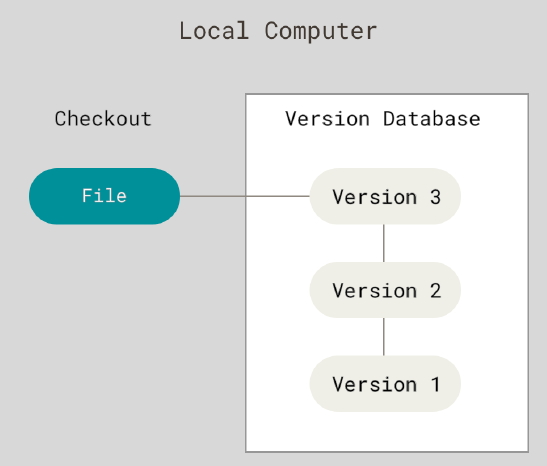 Local Computer
Checkout
Version Database
File
Version 3
Version 2
Version 1